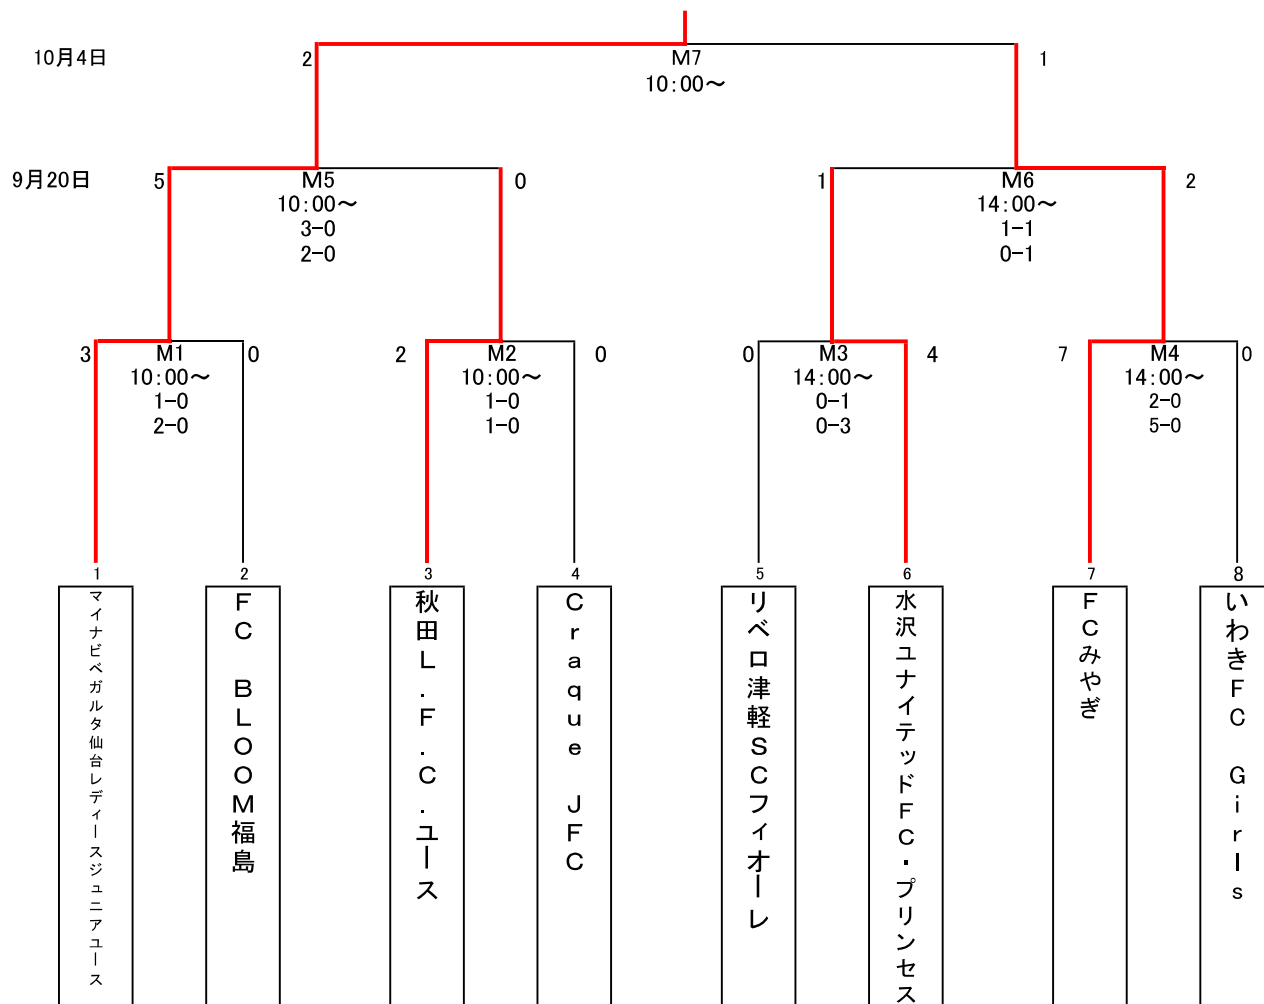 10月4日
2
M7
1
10:00～
9月20日
5
M5
0
1
M6
2
10:00～
3-0
2-0
14:00～
1-1
0-1
3
M1
0
2
M2
0
0
M3
4
7
M4
0
10:00～
1-0
2-0
10:00～
1-0
1-0
14:00～
0-1
0-3
14:00～
2-0
5-0
1
2
3
4
5
6
7
8
マイナビベガルタ仙台レディースジュニアユース
FC BLOOM福島
秋田L.F.C.ユース
Craque JFC
リベロ津軽SCフィオーレ
水沢ユナイテッドFC・プリンセス
FCみやぎ
いわきFC Girls